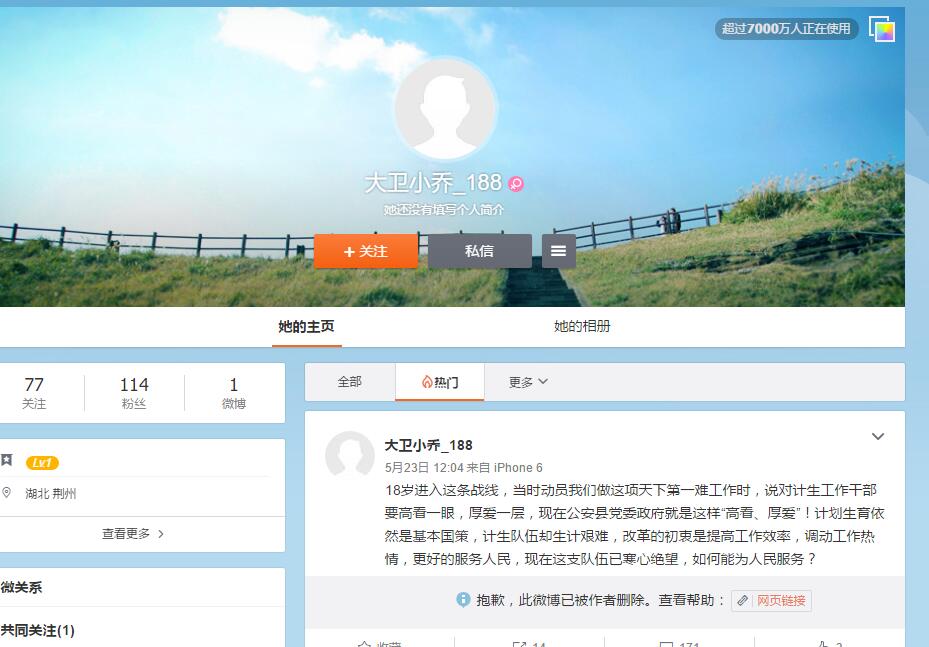 超过7000万人正在使用
大卫小乔_188
她还没有填写个人简介
+ 关注
私信
她的主页
她的相册
77
114
1
关注
粉丝
微博
Lv1
湖北 荆州
查看更多 >
微关系
共同关注(1)
全部
热门
更多
大卫小乔_188
5月23日 12:04 来自 iPhone 6
18岁进入这条战线，当时动员我们做这项天下第一难工作时，说对计生工作干部
要高看一眼，厚爱一层，现在公安县党委政府就是这样“高看、厚爱”！计划生育依
然是基本国策，计生队伍却生计艰难，改革的初衷是提高工作效率，调动工作热
情，更好的服务人民，现在这支队伍已寒心绝望，如何能为人民服务？
抱歉，此微博已被作者删除。查看帮助：
网页链接
收藏
14
171